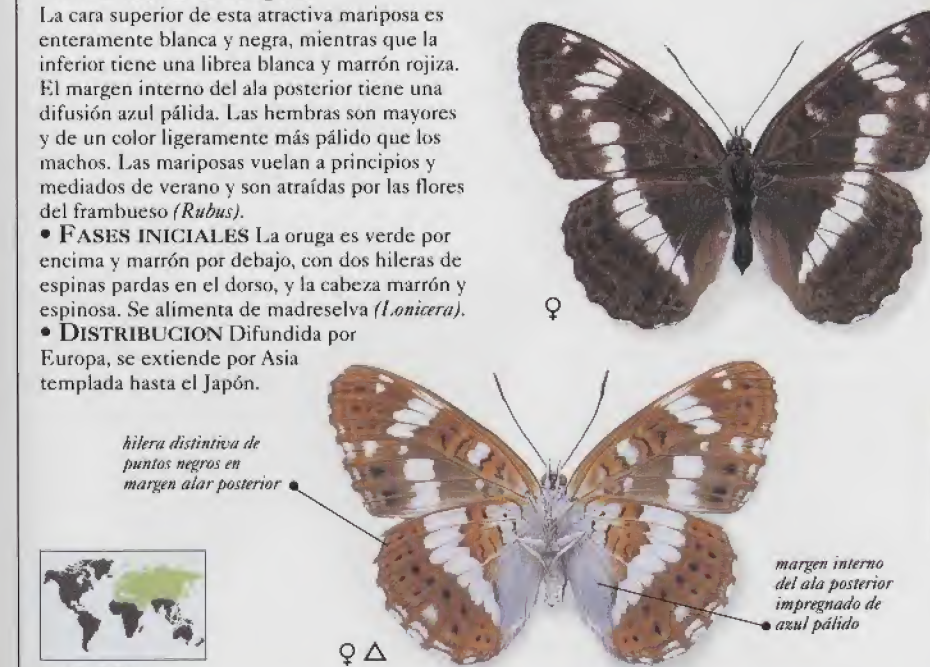 La cara superior de esta atractiva mariposa es
enteramente blanca y negra, mientras que la
inferior tiene una librea blanca y marrón rojiza.
El margen interno del ala posterior tiene una
difusión azul pálida. Las hembras son mayores
y de un color ligeramente más pálido que los
machos. Las mariposas vuelan a principios y
mediados de verano y son atraídas por las flores
del frambueso (Rubus).
• FASES INICIALES La oruga es verde por
encima y marrón por debajo, con dos hileras de
espinas pardas en el dorso, y la cabeza marrón y
espinosa. Se alimenta de madreselva (Lonicera).
• DISTRIBUCION Difundida por
Europa, se extiende por Asia
templada hasta el Japón.
♀
hilera distintiva de
puntos negros en
margen alar posterior
margen interno
del ala posterior
impregnado de
azul pálido
♀ △